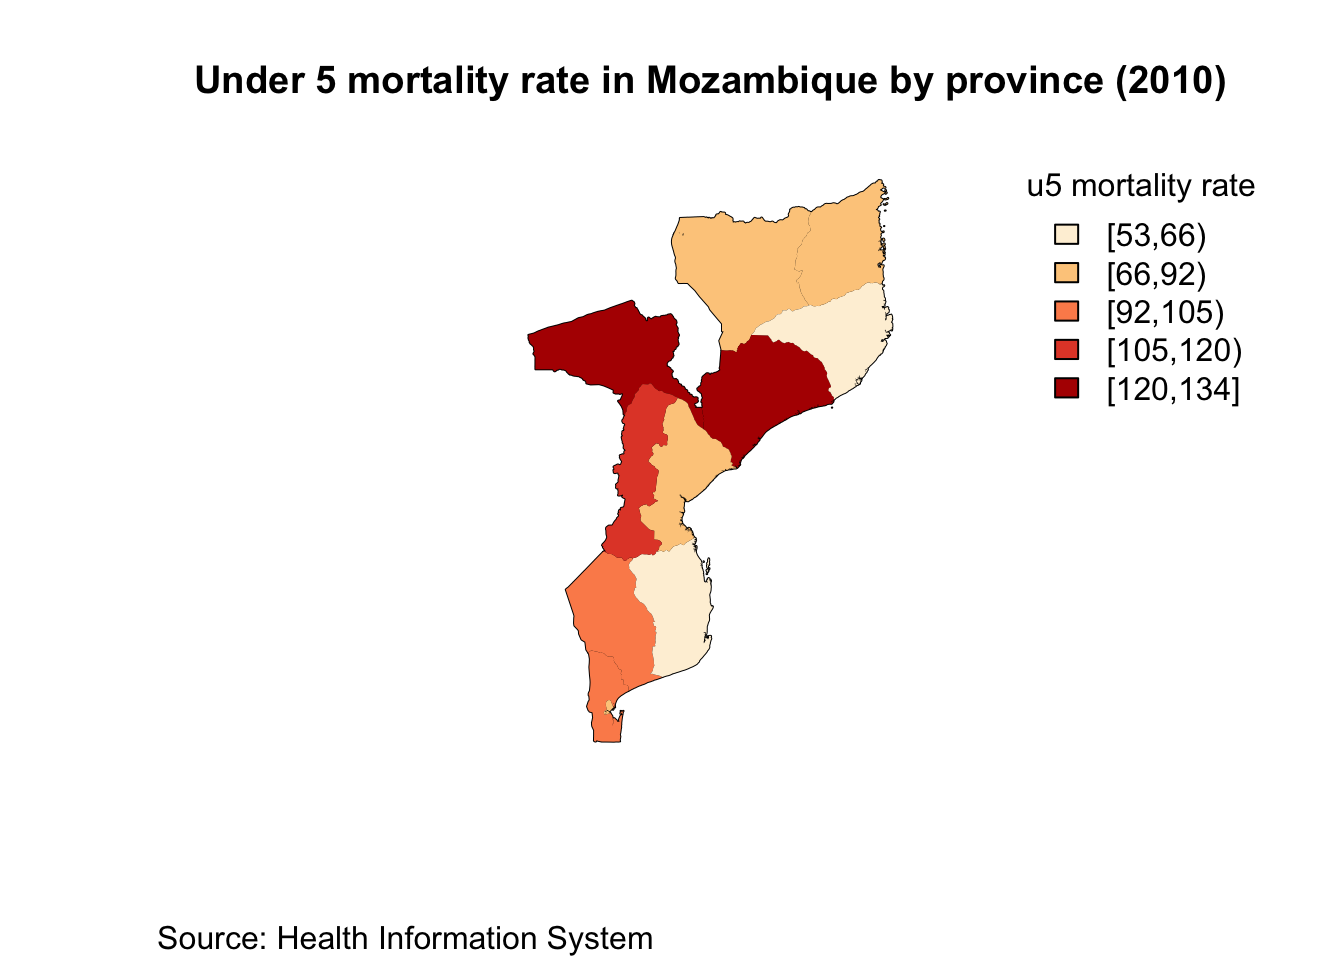 Under 5 mortality rate in Mozambique by province (2010)
u5 mortality rate
[53,66)
[66,92)
[92,105)
[105,120)
[120,134]
Source: Health Information System